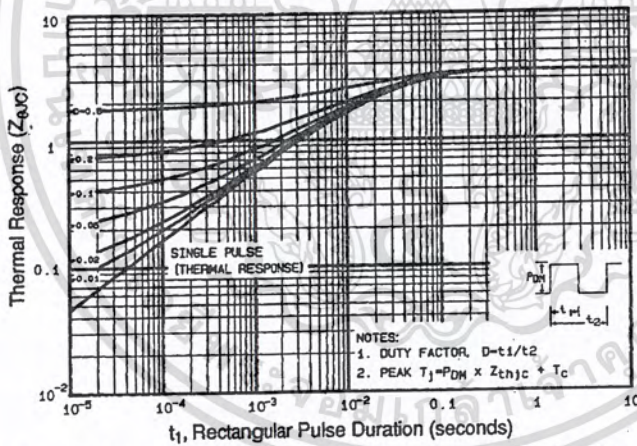 Thermal Response (ZθJC)
10
1
0.1
10⁻²
D=0.5
0.2
0.1
0.05
0.02
0.01
SINGLE PULSE
(THERMAL RESPONSE)
PDM
t1
t2
NOTES:
1. DUTY FACTOR, D=t1/t2
2. PEAK Tj=PDM x Zthjc + Tc
10⁻⁵
10⁻⁴
10⁻³
10⁻²
0.1
1
10
t1, Rectangular Pulse Duration (seconds)